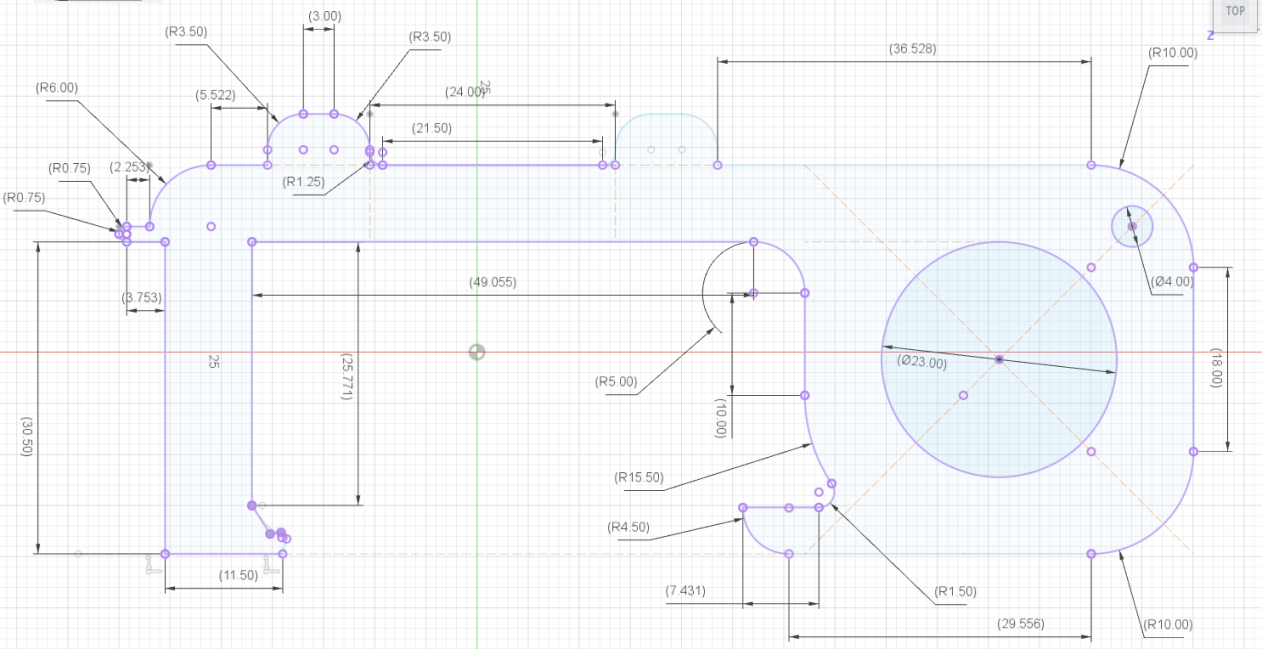 TOP
Z
(3.00)
(R3.50)
(R3.50)
(36.528)
(R10.00)
(R6.00)
(5.522)
25
(24.00)
(21.50)
(R0.75)
(2.253)
(R1.25)
(R0.75)
(Ø4.00)
(3.753)
(49.055)
25
(25.771)
(Ø23.00)
(18.00)
(R5.00)
(10.00)
(30.50)
(R15.50)
(R4.50)
(11.50)
(7.431)
(R1.50)
(29.556)
(R10.00)